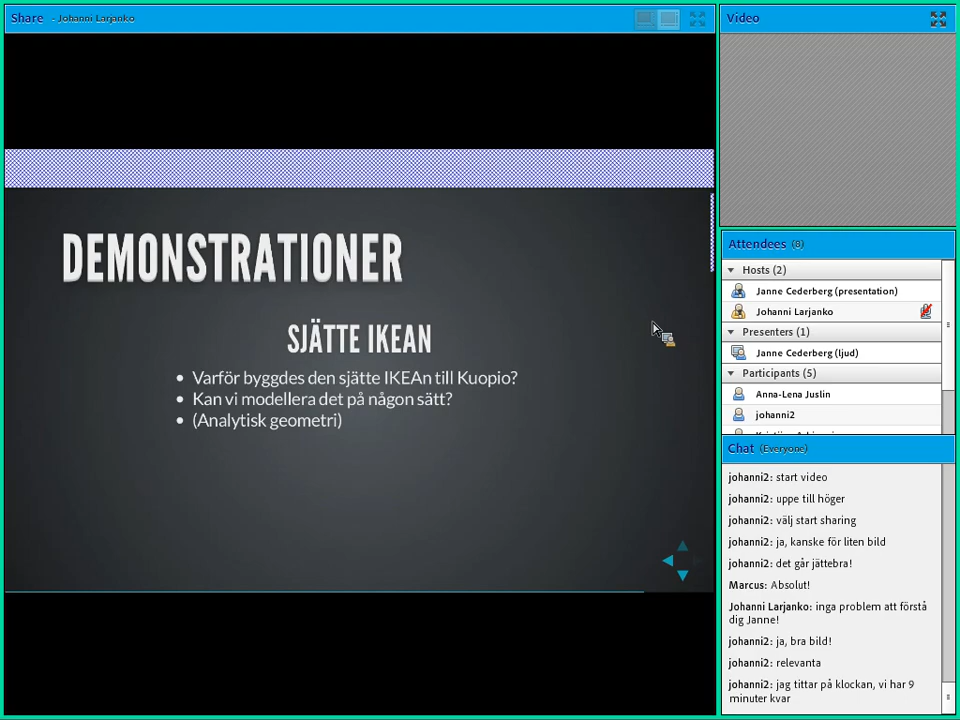 Share - Johanni Larjanko
DEMONSTRATIONER
SJÄTTE IKEAN
• Varför byggdes den sjätte IKEAn till Kuopio?
• Kan vi modellera det på någon sätt?
• (Analytisk geometri)
Video
Attendees (8)
Hosts (2)
Janne Cederberg (presentation)
Johanni Larjanko
Presenters (1)
Janne Cederberg (ljud)
Participants (5)
Anna-Lena Juslin
johanni2
Chat (Everyone)
johanni2: start video
johanni2: uppe till höger
johanni2: välj start sharing
johanni2: ja, kanske för liten bild
johanni2: det går jättebra!
Marcus: Absolut!
Johanni Larjanko: inga problem att förstå
dig Janne!
johanni2: ja, bra bild!
johanni2: relevanta
johanni2: jag tittar på klockan, vi har 9
minuter kvar